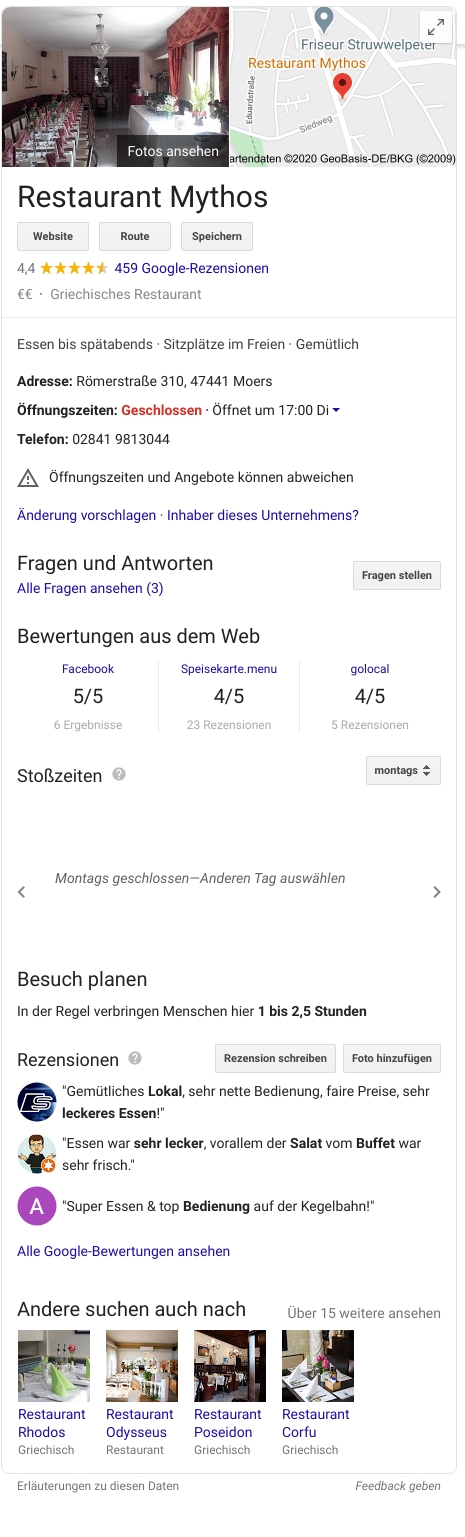 Friseur Struwwelpeter
Restaurant Mythos
Eduardstraße
Siedweg
Fotos ansehen
artendaten ©2020 GeoBasis-DE/BKG (©2009)
Restaurant Mythos
Website Route Speichern
4,4 459 Google-Rezensionen
€€ · Griechisches Restaurant
Essen bis spätabends · Sitzplätze im Freien · Gemütlich
Adresse: Römerstraße 310, 47441 Moers
Öffnungszeiten: Geschlossen · Öffnet um 17:00 Di
Telefon: 02841 9813044
Öffnungszeiten und Angebote können abweichen
Änderung vorschlagen · Inhaber dieses Unternehmens?
Fragen und Antworten
Alle Fragen ansehen (3)
Fragen stellen
Bewertungen aus dem Web
Facebook Speisekarte.menu golocal
5/5 4/5 4/5
6 Ergebnisse 23 Rezensionen 5 Rezensionen
Stoßzeiten ? montags
Montags geschlossen—Anderen Tag auswählen
Besuch planen
In der Regel verbringen Menschen hier 1 bis 2,5 Stunden
Rezensionen ? Rezension schreiben Foto hinzufügen
"Gemütliches Lokal, sehr nette Bedienung, faire Preise, sehr
leckeres Essen!"
"Essen war sehr lecker, vorallem der Salat vom Buffet war
sehr frisch."
A "Super Essen & top Bedienung auf der Kegelbahn!"
Alle Google-Bewertungen ansehen
Andere suchen auch nach Über 15 weitere ansehen
Restaurant Restaurant Restaurant Restaurant
Rhodos Odysseus Poseidon Corfu
Griechisch Restaurant Griechisch Griechisch
Erläuterungen zu diesen Daten Feedback geben